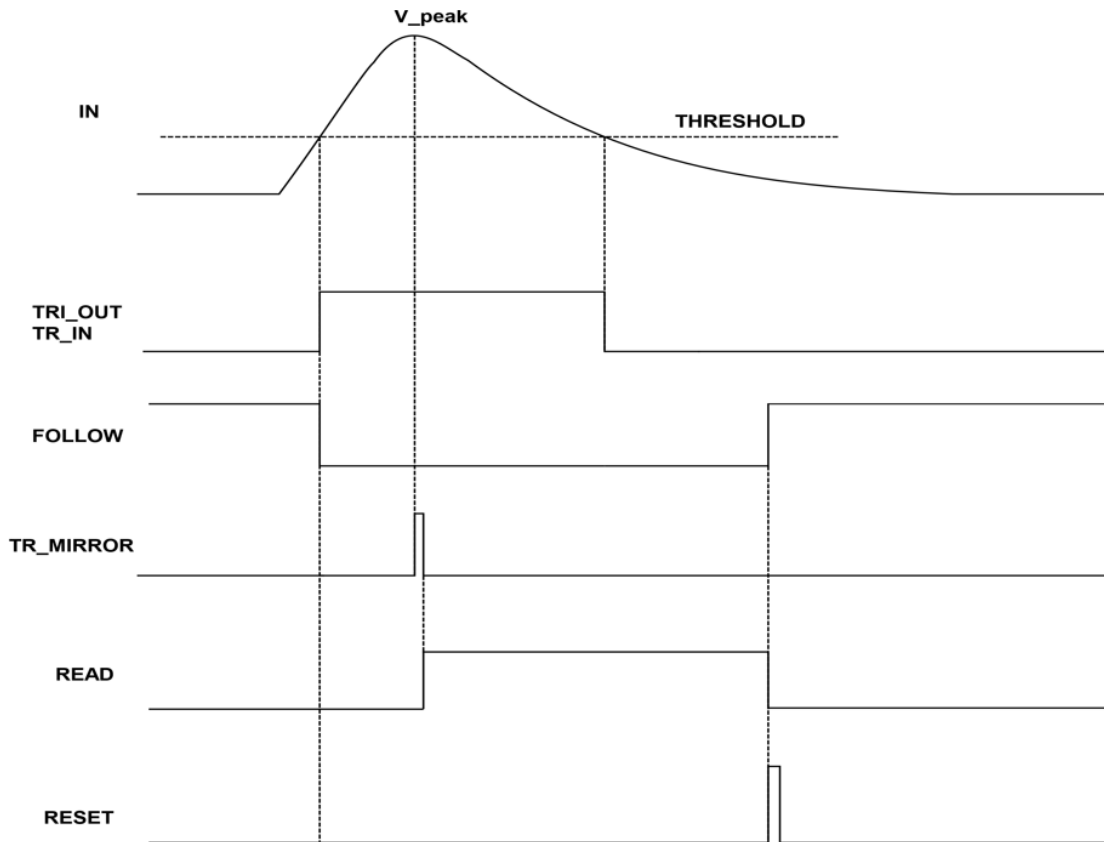 V_peak
IN
THRESHOLD
TRI_OUT
TR_IN
FOLLOW
TR_MIRROR
READ
RESET